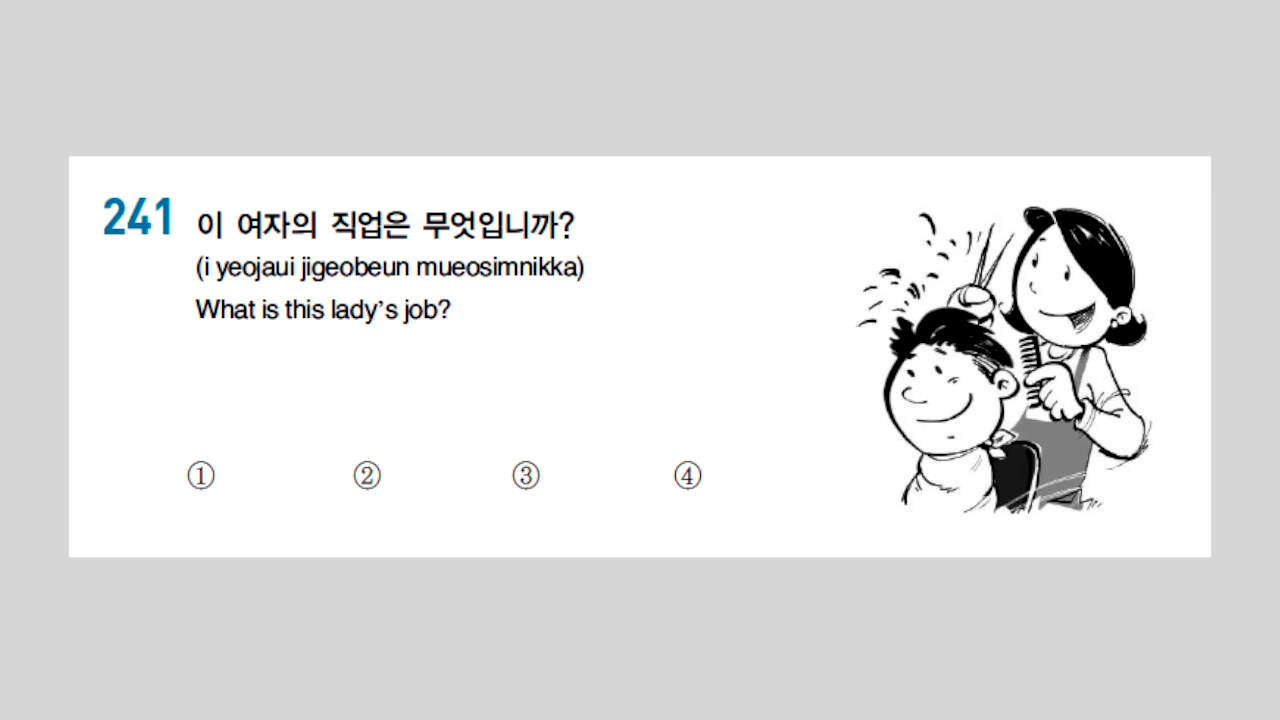 241 이 여자의 직업은 무엇입니까?
(i yeojaui jigeobeun mueosimnikka)
What is this lady's job?
① ② ③ ④